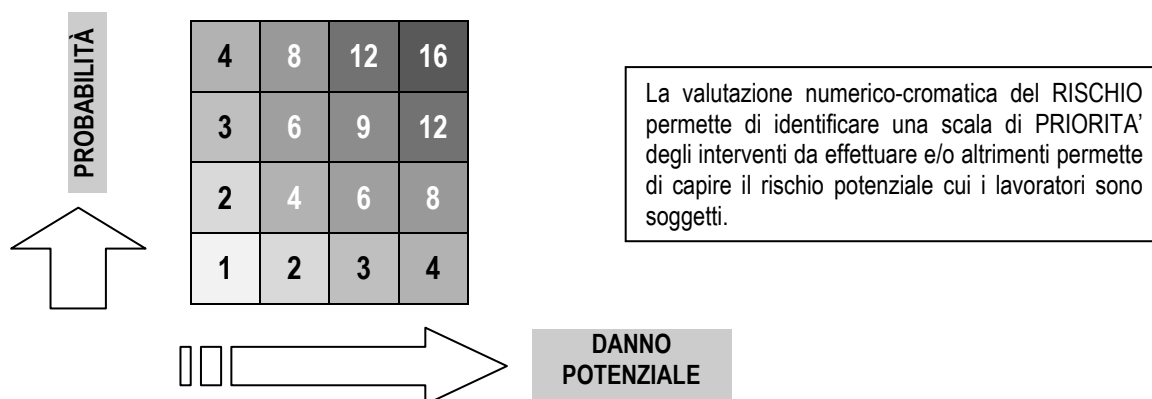 PROBABILITÀ
4 8 12 16
3 6 9 12
2 4 6 8
1 2 3 4
DANNO
POTENZIALE
La valutazione numerico-cromatica del RISCHIO
permette di identificare una scala di PRIORITA'
degli interventi da effettuare e/o altrimenti permette
di capire il rischio potenziale cui i lavoratori sono
soggetti.